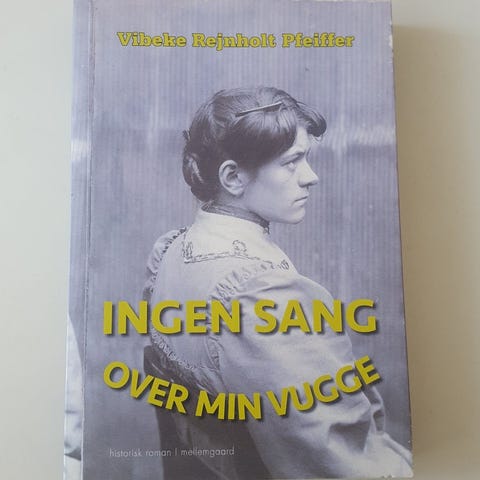 Vibeke Rejnholt Pfeiffer
INGEN SANG
OVER MIN VUGGE
historisk roman | mellemgaard